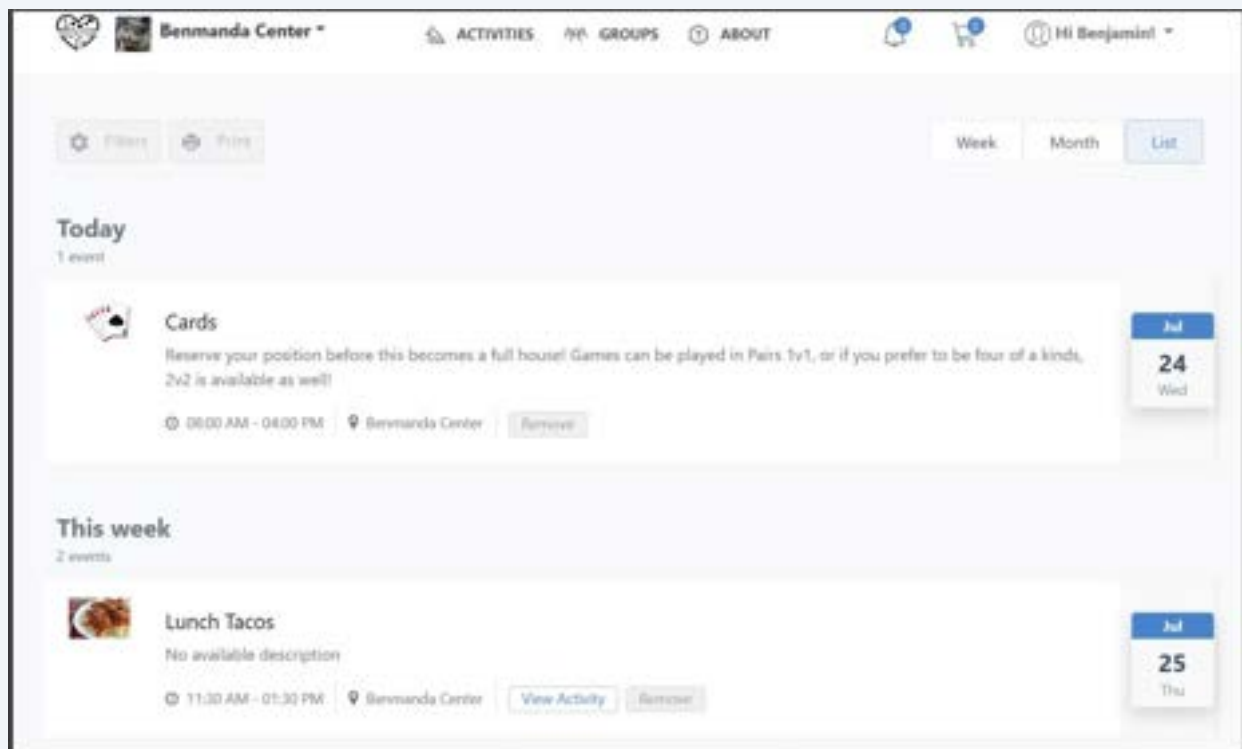 Benmanda Center
ACTIVITIES GROUPS ABOUT
0 0
Hi Benjamin!
Filters Print
Week Month List
Today
1 event
Cards
Reserve your position before this becomes a full house! Games can be played in Pairs 1v1, or if you prefer to be four of a kinds,
2v2 is available as well!
08:00 AM - 04:00 PM Benmanda Center Remove
Jul
24
Wed
This week
2 events
Lunch Tacos
No available description
11:30 AM - 01:30 PM Benmanda Center View Activity Remove
Jul
25
Thu